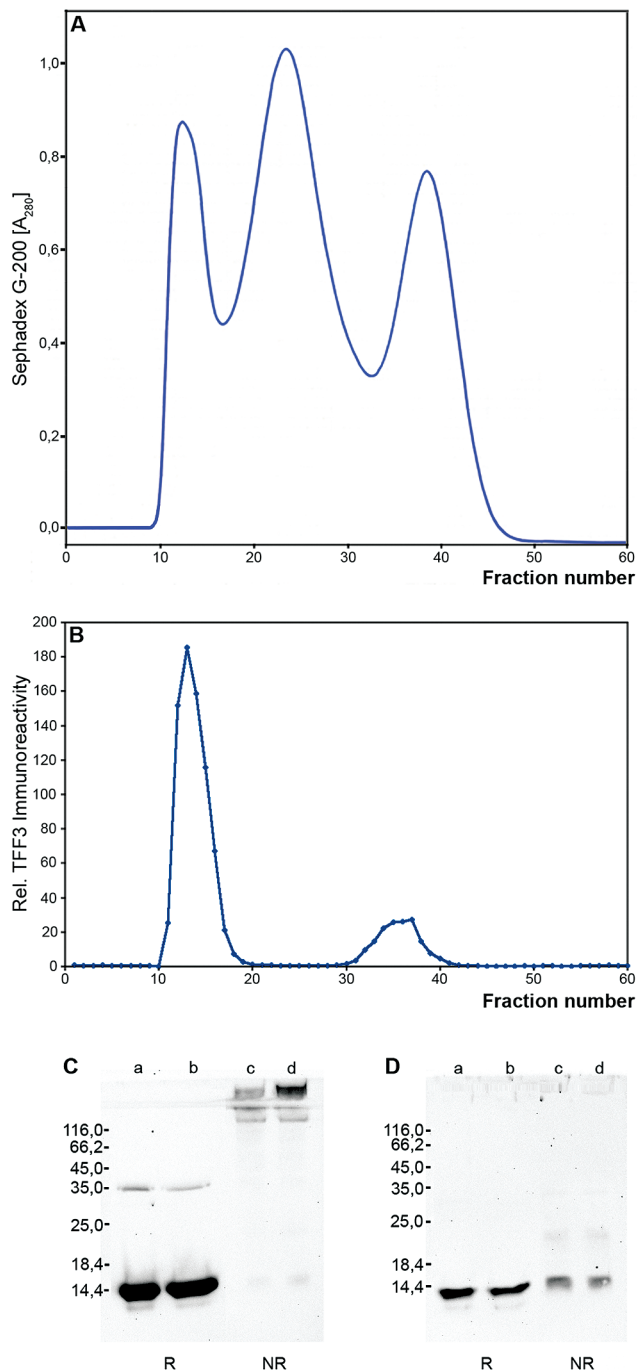 A
1,0
0,8
0,6
0,4
0,2
0,0
Sephadex G-200 [A280]
0 10 20 30 40 50 60
Fraction number
B
200
180
160
140
120
100
80
60
40
20
0
Rel. TFF3 Immunoreactivity
0 10 20 30 40 50 60
Fraction number
C a b c d
116,0-
66,2-
45,0-
35,0-
25,0-
18,4-
14,4-
R NR
D a b c d
116,0-
66,2-
45,0-
35,0-
25,0-
18,4-
14,4-
R NR